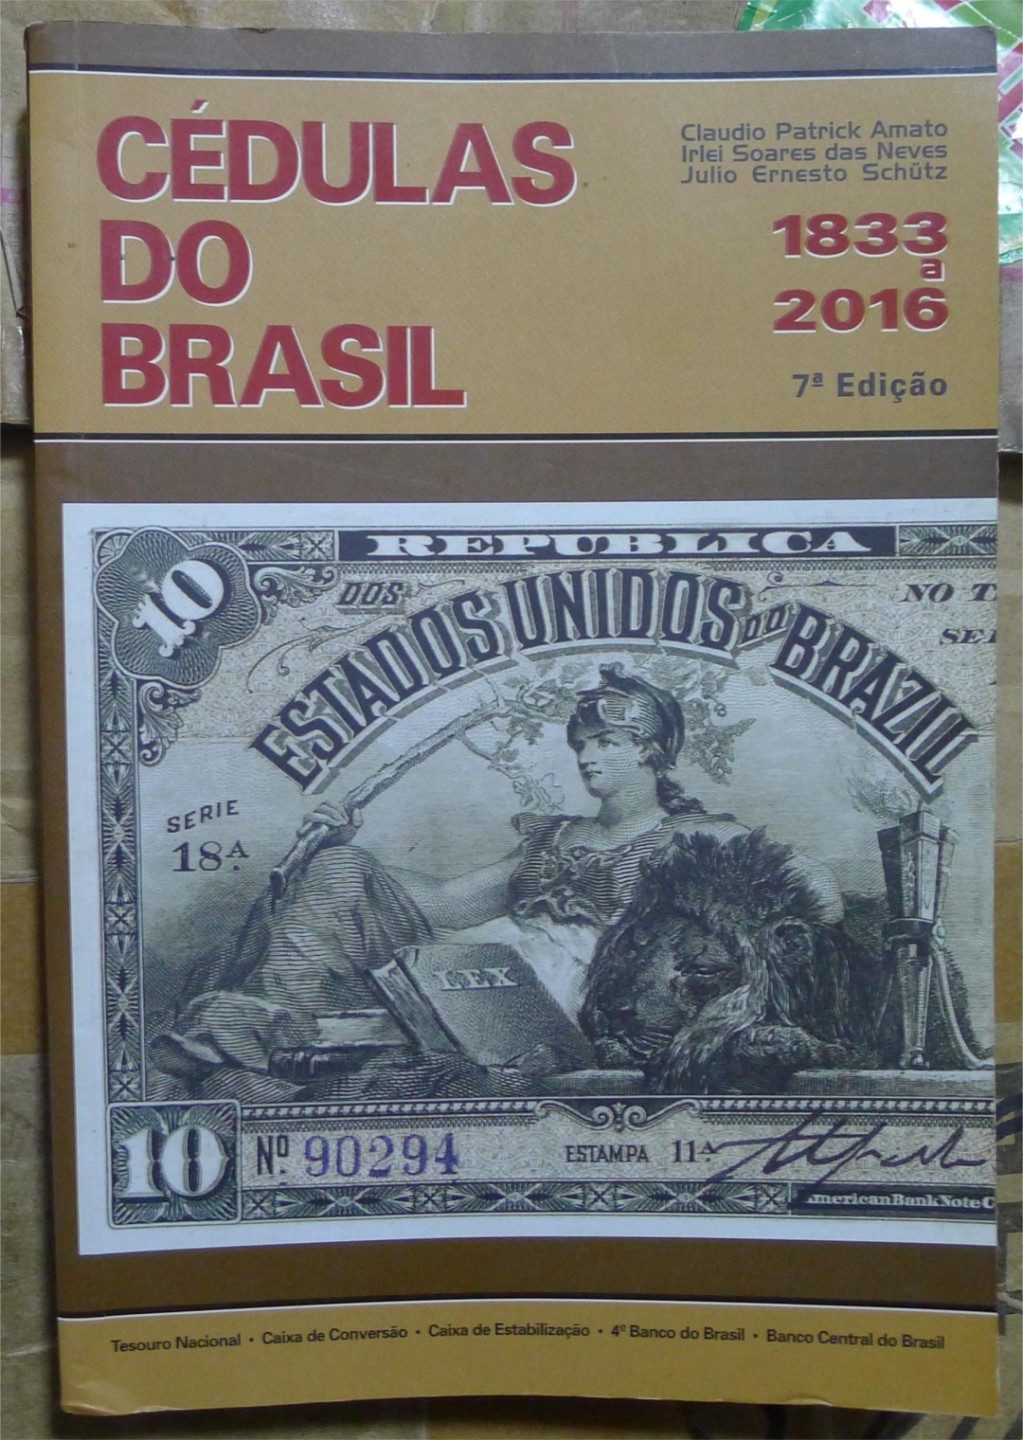 CÉDULAS
DO
BRASIL
Claudio Patrick Amato
Irlei Soares das Neves
Julio Ernesto Schütz
1833
a
2016
7ª Edição
10
REPUBLICA
DOS
ESTADOS UNIDOS DO BRAZIL
NO T
SER
SERIE
18A.
LEX
10
Nº 90294
ESTAMPA 11A.
American Bank Note C
Tesouro Nacional • Caixa de Conversão • Caixa de Estabilização • 4º Banco do Brasil • Banco Central do Brasil